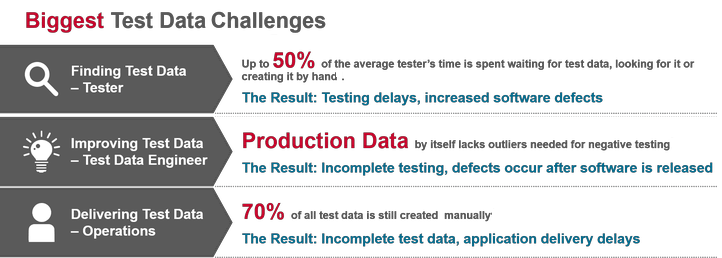 Biggest Test Data Challenges
Finding Test Data
– Tester
Up to 50% of the average tester's time is spent waiting for test data, looking for it or
creating it by hand .
The Result: Testing delays, increased software defects
Improving Test Data
– Test Data Engineer
Production Data by itself lacks outliers needed for negative testing
The Result: Incomplete testing, defects occur after software is released
Delivering Test Data
– Operations
70% of all test data is still created manually
The Result: Incomplete test data, application delivery delays